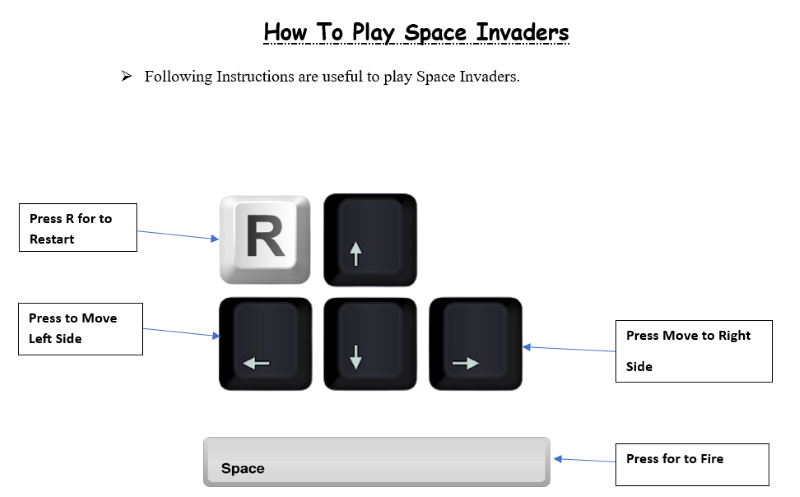 How To Play Space Invaders
➢ Following Instructions are useful to play Space Invaders.
Press R for to
Restart
R
Press to Move
Left Side
Press Move to Right
Side
Space
Press for to Fire